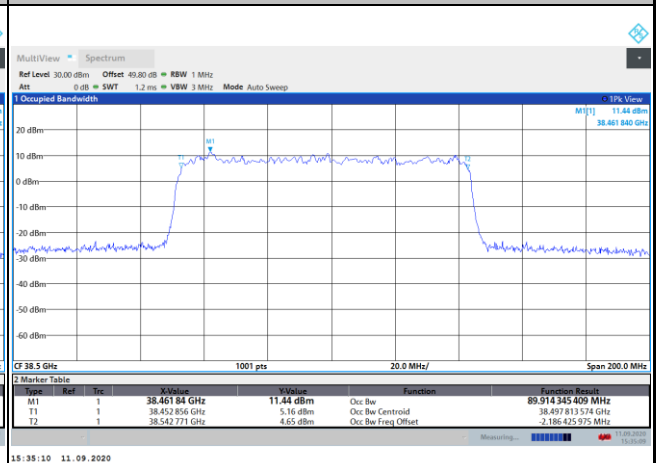 MultiView Spectrum
Ref Level 30.00 dBm Offset 49.80 dB RBW 1 MHz
Att 0 dB SWT 1.2 ms VBW 3 MHz Mode Auto Sweep
1 Occupied Bandwidth 1Pk View
M1[1] 11.44 dBm
38.461 840 GHz
20 dBm
M1
10 dBm
T1 T2
0 dBm
-10 dBm
-20 dBm
-30 dBm
-40 dBm
-50 dBm
-60 dBm
CF 38.5 GHz 1001 pts 20.0 MHz/ Span 200.0 MHz
2 Marker Table
Type Ref Trc X-Value Y-Value Function Function Result
M1 1 38.461 84 GHz 11.44 dBm Occ Bw 89.914 345 409 MHz
T1 1 38.452 856 GHz 5.16 dBm Occ Bw Centroid 38.497 813 574 GHz
T2 1 38.542 771 GHz 4.65 dBm Occ Bw Freq Offset -2.186 425 975 MHz
Measuring... 11.09.2020
15:35:09
15:35:10 11.09.2020